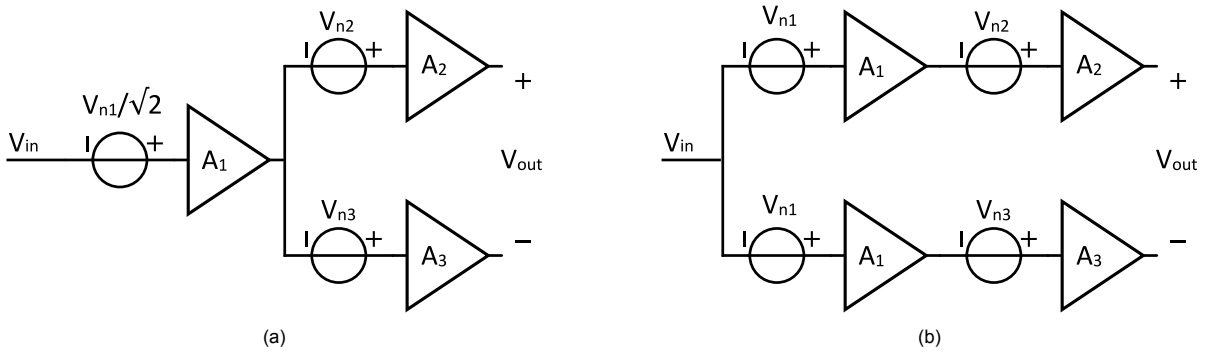 V_in
V_n1/√2
A_1
V_n2
A_2
V_n3
A_3
+
V_out
−
(a)
V_in
V_n1
A_1
V_n2
A_2
V_n1
A_1
V_n3
A_3
+
V_out
−
(b)